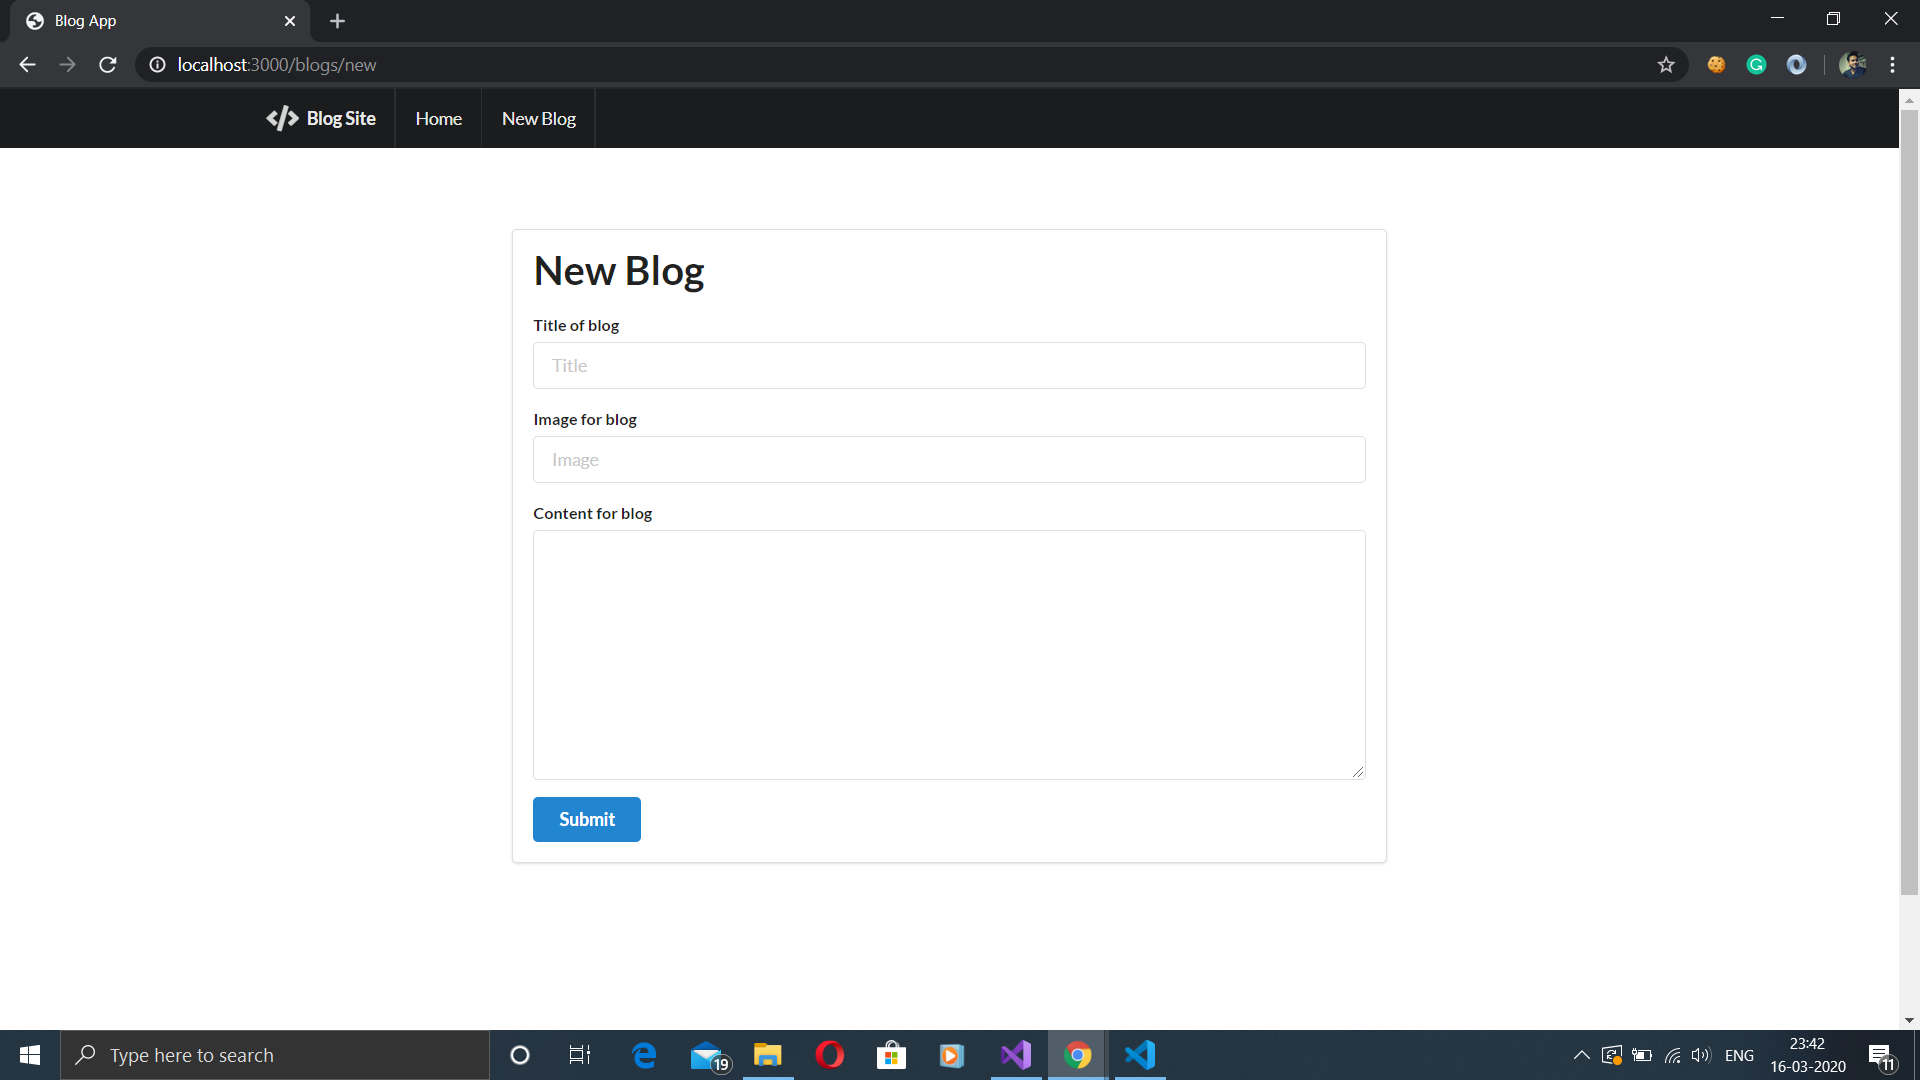 Blog App
localhost:3000/blogs/new
Blog Site
Home
New Blog
New Blog
Title of blog
Title
Image for blog
Image
Content for blog
Submit
Type here to search
19
ENG
23:42
16-03-2020
11